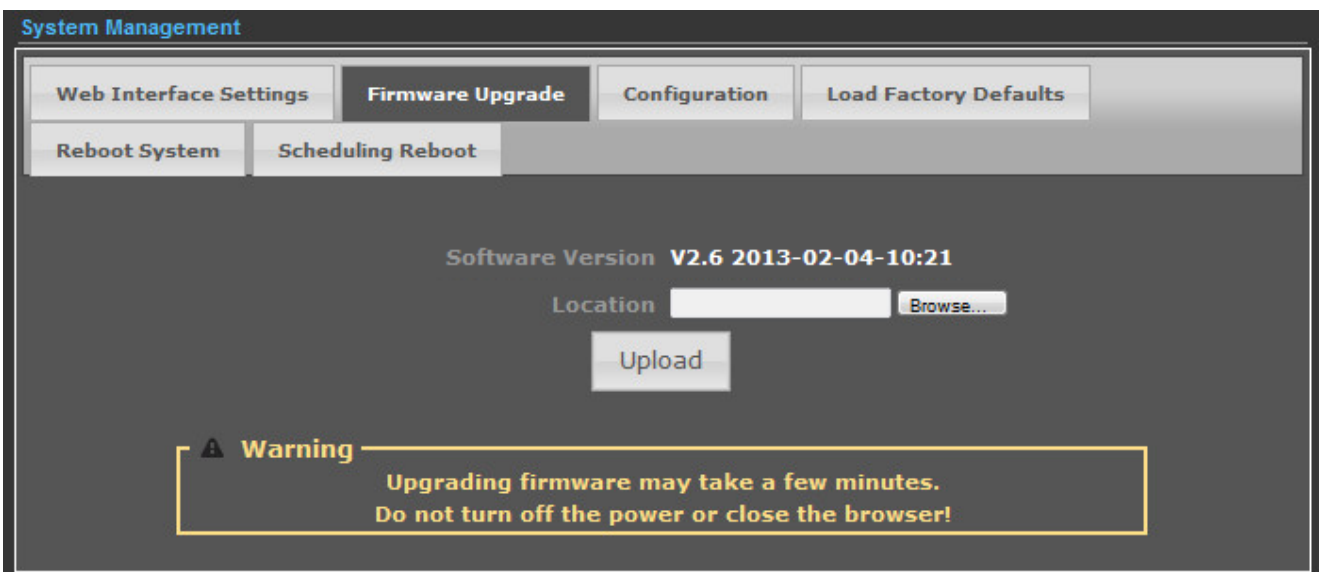 System Management
Web Interface Settings Firmware Upgrade Configuration Load Factory Defaults
Reboot System Scheduling Reboot
Software Version V2.6 2013-02-04-10:21
Location Browse...
Upload
Warning
Upgrading firmware may take a few minutes.
Do not turn off the power or close the browser!